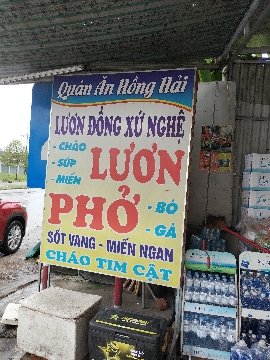 Quán Ăn Hồng Hải
LƯƠN ĐỒNG XỨ NGHỆ
- CHÁO
- SÚP
- MIẾN
LƯƠN
PHỞ
- BÒ
- GÀ
SỐT VANG - MIẾN NGAN
CHÁO TIM CẬT